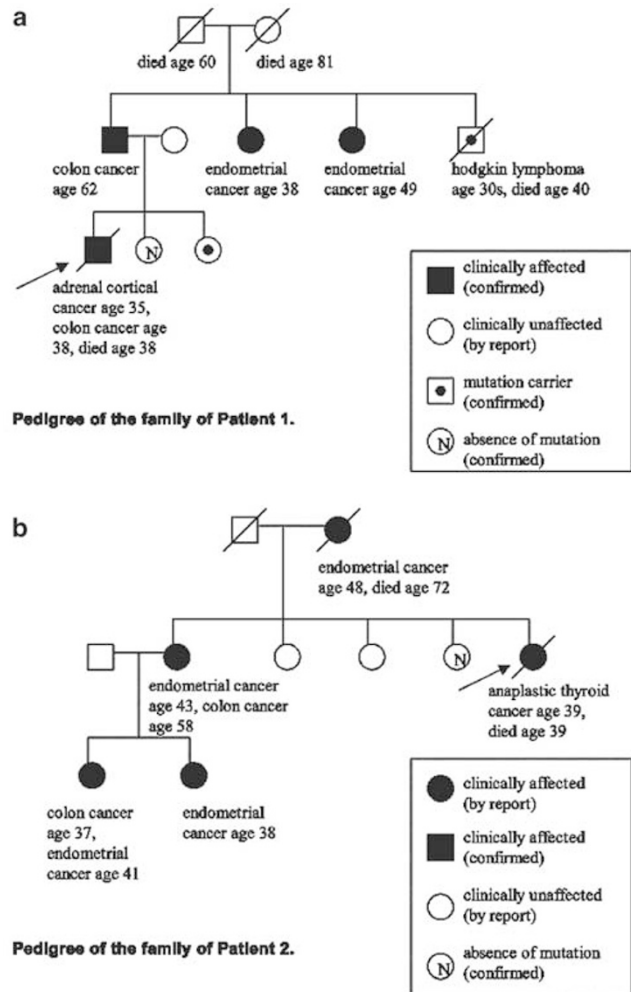 a
died age 60
died age 81
colon cancer
age 62
endometrial
cancer age 38
endometrial
cancer age 49
hodgkin lymphoma
age 30s, died age 40
N
adrenal cortical
cancer age 35,
colon cancer age
38, died age 38
clinically affected
(confirmed)
clinically unaffected
(by report)
mutation carrier
(confirmed)
N
absence of mutation
(confirmed)
Pedigree of the family of Patient 1.
b
endometrial cancer
age 48, died age 72
N
endometrial cancer
age 43, colon cancer
age 58
anaplastic thyroid
cancer age 39,
died age 39
colon cancer
age 37,
endometrial
cancer age 41
endometrial
cancer age 38
clinically affected
(by report)
clinically affected
(confirmed)
clinically unaffected
(by report)
N
absence of mutation
(confirmed)
Pedigree of the family of Patient 2.